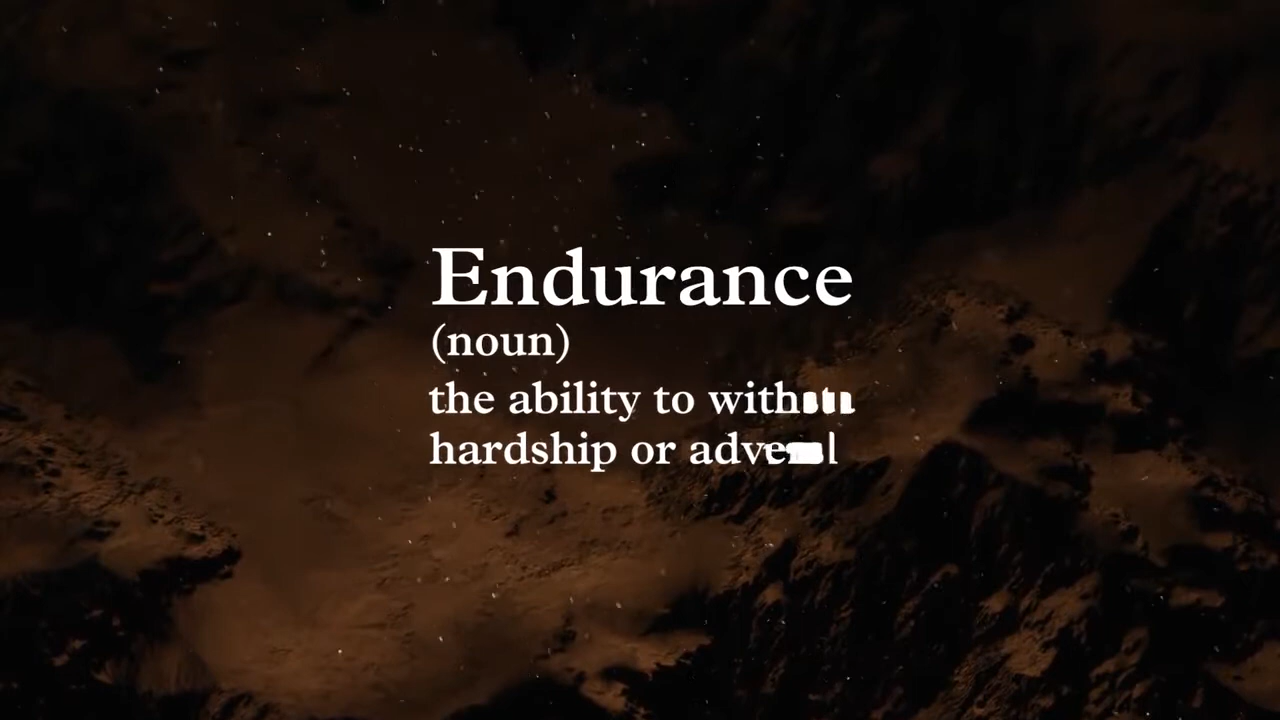 Endurance
(noun)
the ability to
hardship or